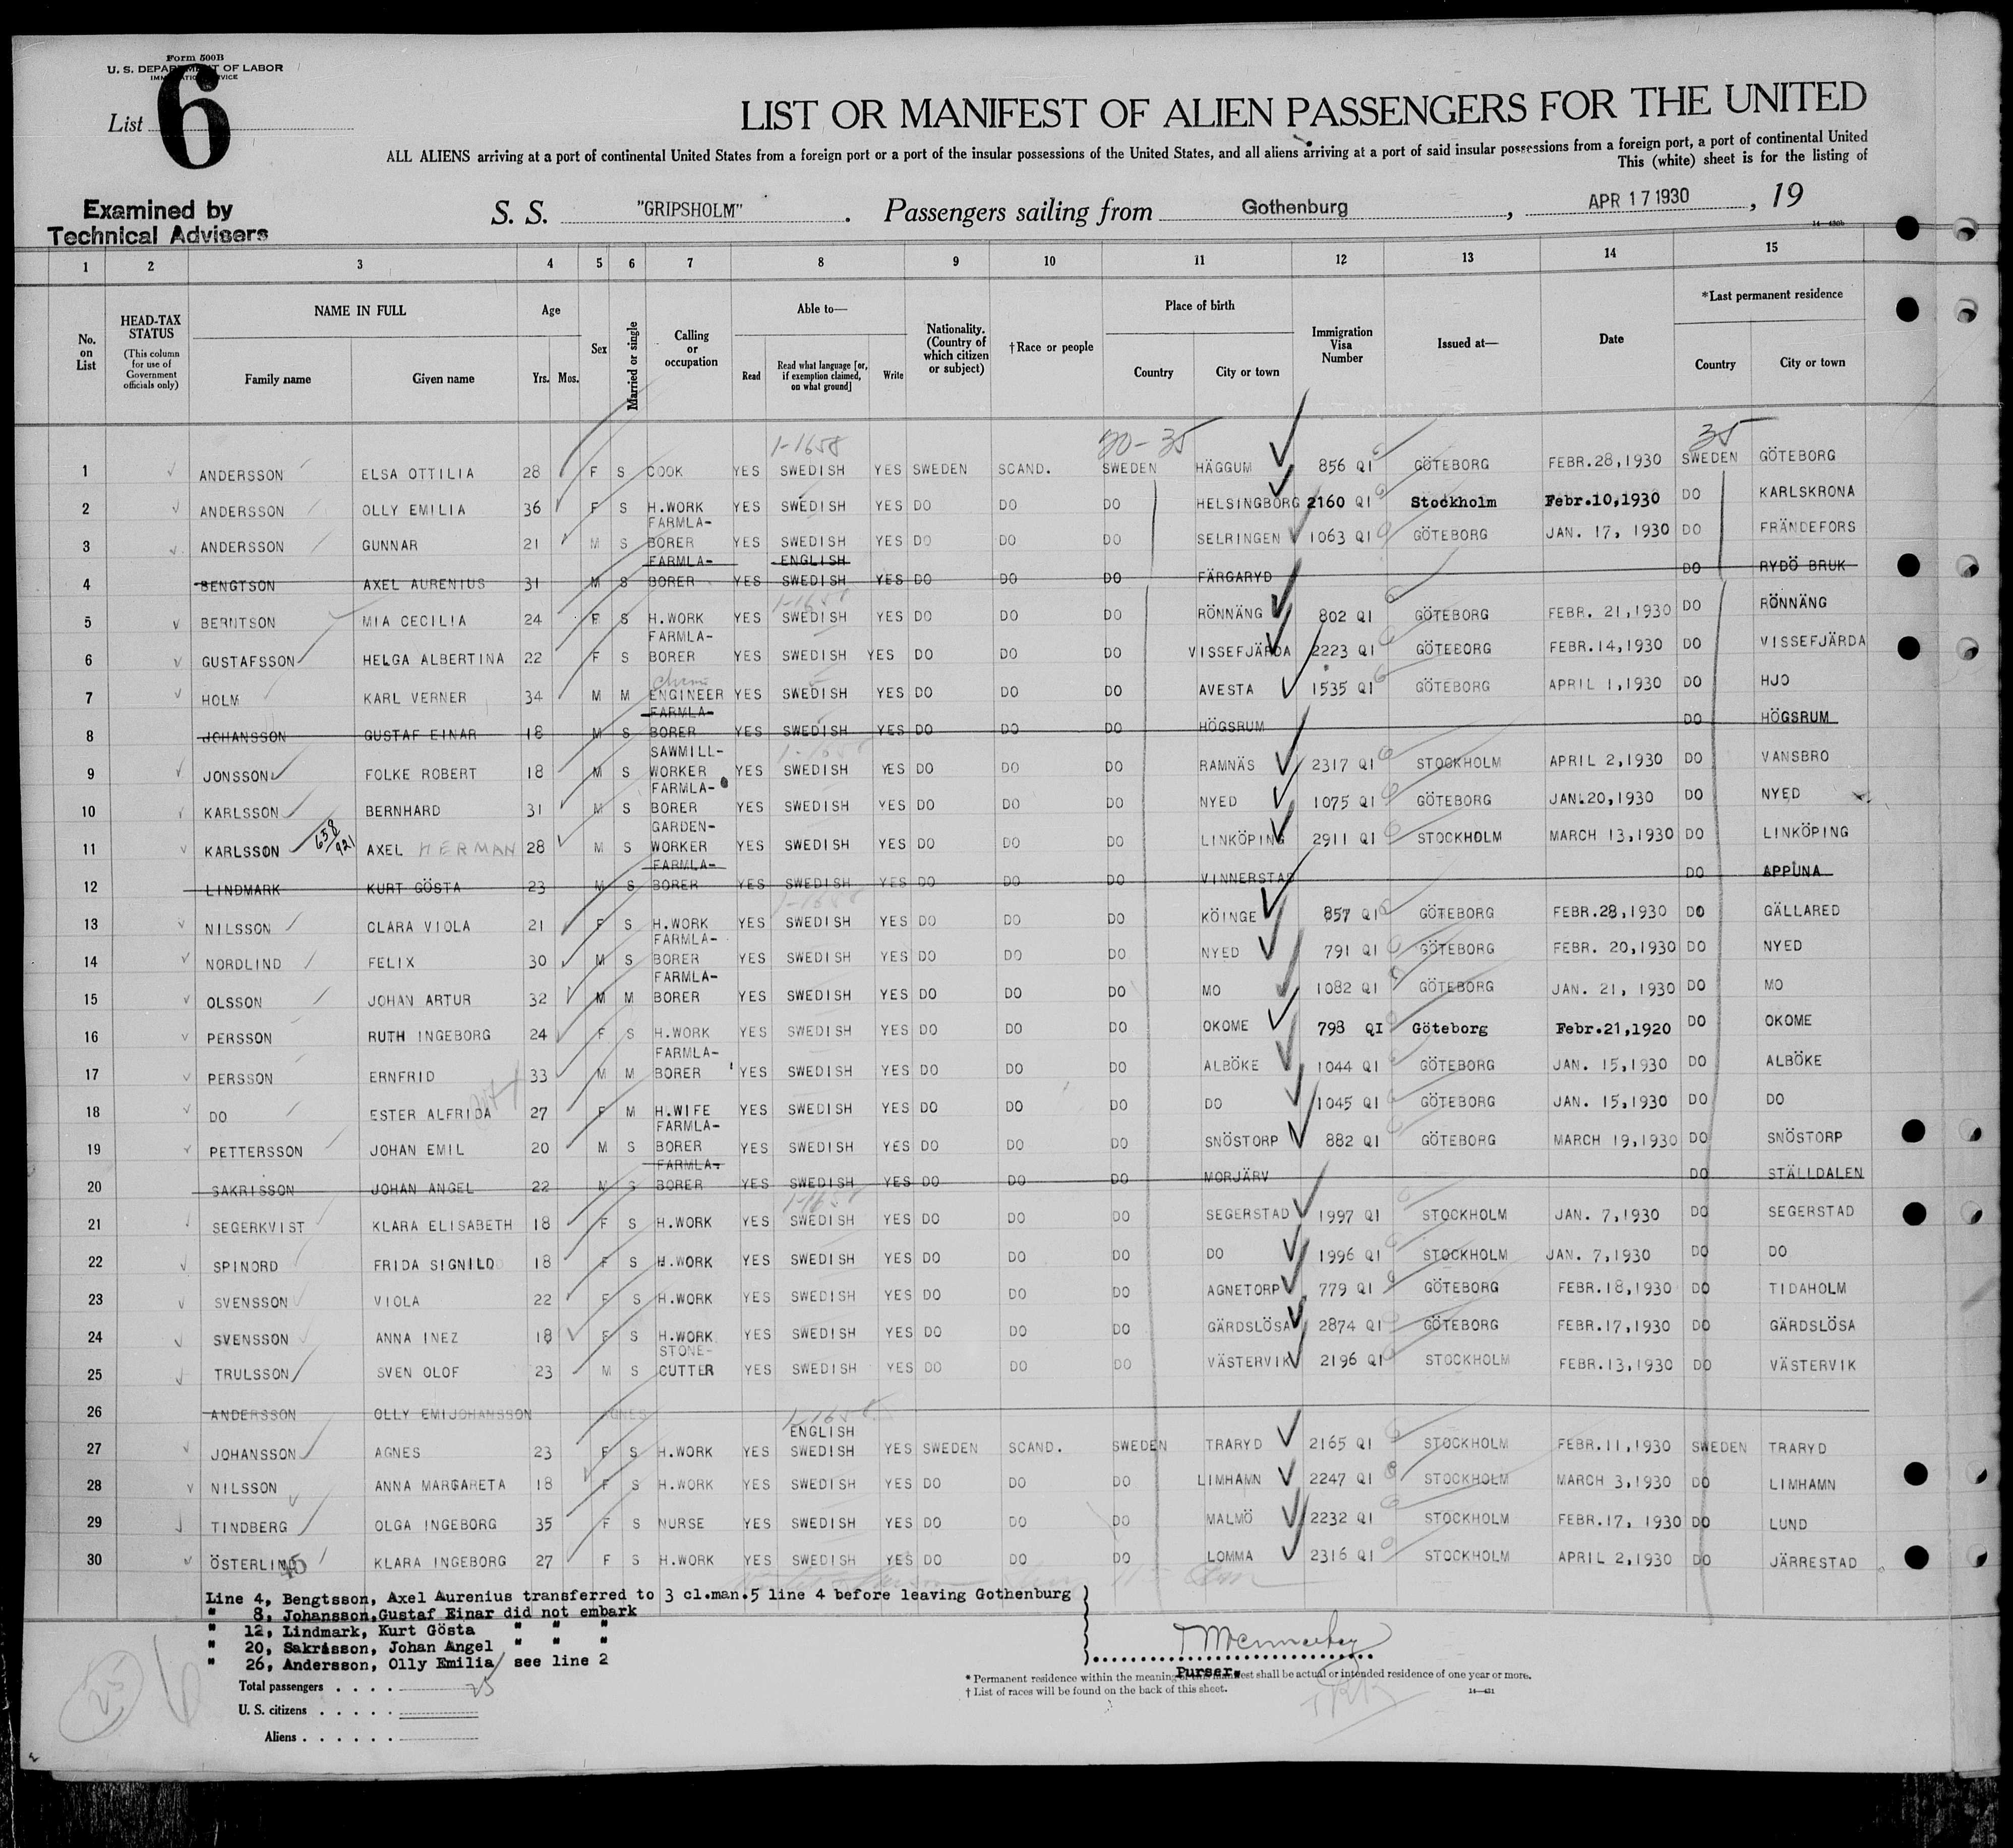 Form 500B
U. S. DEPARTMENT OF LABOR
IMMIGRATION SERVICE
List 6
LIST OR MANIFEST OF ALIEN PASSENGERS FOR THE UNITED
ALL ALIENS arriving at a port of continental United States from a foreign port or a port of the insular possessions of the United States, and all aliens arriving at a port of said insular possessions from a foreign port, a port of continental United
This (white) sheet is for the listing of
Examined by
Technical Advisers
S. S. "GRIPSHOLM". Passengers sailing from Gothenburg, APR 17 1930, 19
1 2 3 4 5 6 7 8 9 10 11 12 13 14 15
No. on List
HEAD-TAX STATUS (This column for use of Government officials only)
NAME IN FULL Family name Given name
Age Yrs. Mos.
Sex
Married or single
Calling or occupation
Able to— Read Read what language [or, if exemption claimed, on what ground] Write
Nationality. (Country of which citizen or subject)
†Race or people
Place of birth Country City or town
Immigration Visa Number
Issued at—
Date
*Last permanent residence Country City or town
1-1658 20-35 35
1 ANDERSSON ELSA OTTILIA 28 F S COOK YES SWEDISH YES SWEDEN SCAND. SWEDEN HÄGGUM 856 QI GÖTEBORG FEBR.28,1930 SWEDEN GÖTEBORG
2 ANDERSSON OLLY EMILIA 36 F S H.WORK YES SWEDISH YES DO DO DO HELSINGBORG 2160 QI Stockholm Febr.10,1930 DO KARLSKRONA
3 ANDERSSON GUNNAR 21 M S FARMLA-BORER YES SWEDISH YES DO DO DO SELRINGEN 1063 QI GÖTEBORG JAN. 17, 1930 DO FRÄNDEFORS
4 BENGTSON AXEL AURENIUS 31 M S FARMLA-BORER YES ENGLISH SWEDISH YES DO DO DO FÄRGARYD DO RYDÖ BRUK
1-1658
5 BERNTSON MIA CECILIA 24 F S H.WORK YES SWEDISH YES DO DO DO RÖNNÄNG 802 QI GÖTEBORG FEBR. 21,1930 DO RÖNNÄNG
6 GUSTAFSSON HELGA ALBERTINA 22 F S FARMLA-BORER YES SWEDISH YES DO DO DO VISSEFJÄRDA 2223 QI GÖTEBORG FEBR.14,1930 DO VISSEFJÄRDA
7 HOLM KARL VERNER 34 M M Chem ENGINEER YES SWEDISH YES DO DO DO AVESTA 1535 QI GÖTEBORG APRIL 1,1930 DO HJO
8 JOHANSSON GUSTAF EINAR 18 M S FARMLA-BORER YES SWEDISH YES DO DO DO HÖGSRUM DO HÖGSRUM
1-1658
9 JONSSON FOLKE ROBERT 18 M S SAWMILL-WORKER YES SWEDISH YES DO DO DO RAMNÄS 2317 QI STOCKHOLM APRIL 2,1930 DO VANSBRO
10 KARLSSON BERNHARD 31 M S FARMLA-BORER YES SWEDISH YES DO DO DO NYED 1075 QI GÖTEBORG JAN.20,1930 DO NYED
11 KARLSSON 658/921 AXEL HERMAN 28 M S GARDEN-WORKER YES SWEDISH YES DO DO DO LINKÖPING 2911 QI STOCKHOLM MARCH 13,1930 DO LINKÖPING
12 LINDMARK KURT GÖSTA 23 M S FARMLA-BORER YES SWEDISH YES DO DO DO VINNERSTAD DO APPUNA
1-1658
13 NILSSON CLARA VIOLA 21 F S H.WORK YES SWEDISH YES DO DO DO KÖINGE 857 QI GÖTEBORG FEBR.28,1930 DO GÄLLARED
14 NORDLIND FELIX 30 M S FARMLA-BORER YES SWEDISH YES DO DO DO NYED 791 QI GÖTEBORG FEBR. 20,1930 DO NYED
15 OLSSON JOHAN ARTUR 32 M M FARMLA-BORER YES SWEDISH YES DO DO DO MO 1082 QI GÖTEBORG JAN. 21, 1930 DO MO
16 PERSSON RUTH INGEBORG 24 F S H.WORK YES SWEDISH YES DO DO DO OKOME 798 QI Göteborg Febr.21,1920 DO OKOME
17 PERSSON ERNFRID 33 M M FARMLA-BORER YES SWEDISH YES DO DO DO ALBÖKE 1044 QI GÖTEBORG JAN. 15,1930 DO ALBÖKE
18 DO ESTER ALFRIDA 27 F M H.WIFE YES SWEDISH YES DO DO DO DO 1045 QI GÖTEBORG JAN. 15,1930 DO DO
19 PETTERSSON JOHAN EMIL 20 M S FARMLA-BORER YES SWEDISH YES DO DO DO SNÖSTORP 882 QI GÖTEBORG MARCH 19,1930 DO SNÖSTORP
20 SAKRISSON JOHAN ANGEL 22 M S FARMLA-BORER YES SWEDISH YES DO DO DO MORJÄRV DO STÄLLDALEN
1-1658
21 SEGERKVIST KLARA ELISABETH 18 F S H.WORK YES SWEDISH YES DO DO DO SEGERSTAD 1997 QI STOCKHOLM JAN. 7,1930 DO SEGERSTAD
22 SPINORD FRIDA SIGNILD 18 F S H.WORK YES SWEDISH YES DO DO DO DO 1996 QI STOCKHOLM JAN. 7,1930 DO DO
23 SVENSSON VIOLA 22 F S H.WORK YES SWEDISH YES DO DO DO AGNETORP 779 QI GÖTEBORG FEBR.18,1930 DO TIDAHOLM
24 SVENSSON ANNA INEZ 18 F S H.WORK YES SWEDISH YES DO DO DO GÄRDSLÖSA 2874 QI GÖTEBORG FEBR.17,1930 DO GÄRDSLÖSA
25 TRULSSON SVEN OLOF 23 M S STONE-CUTTER YES SWEDISH YES DO DO DO VÄSTERVIK 2196 QI STOCKHOLM FEBR.13,1930 DO VÄSTERVIK
26 ANDERSSON OLLY EMIJOHANSSON AGNES
1-1658
27 JOHANSSON AGNES 23 F S H.WORK YES ENGLISH SWEDISH YES SWEDEN SCAND. SWEDEN TRARYD 2165 QI STOCKHOLM FEBR.11,1930 SWEDEN TRARYD
28 NILSSON ANNA MARGARETA 18 F S H.WORK YES SWEDISH YES DO DO DO LIMHAMN 2247 QI STOCKHOLM MARCH 3,1930 DO LIMHAMN
29 TINDBERG OLGA INGEBORG 35 F S NURSE YES SWEDISH YES DO DO DO MALMÖ 2232 QI STOCKHOLM FEBR.17, 1930 DO LUND
30 ÖSTERLING KLARA INGEBORG 27 F S H.WORK YES SWEDISH YES DO DO DO LOMMA 2316 QI STOCKHOLM APRIL 2,1930 DO JÄRRESTAD
Line 4, Bengtsson, Axel Aurenius transferred to 3 cl.man.5 line 4 before leaving Gothenburg
" 8, Johansson,Gustaf Einar did not embark
" 12, Lindmark, Kurt Gösta " " "
" 20, Sakrisson, Johan Angel " " "
" 26, Andersson, Olly Emilia/ see line 2
Purser.
Total passengers . . . . 25
U. S. citizens . . . . .
Aliens . . . . . .
25
* Permanent residence within the meaning of this manifest shall be actual or intended residence of one year or more.
† List of races will be found on the back of this sheet.
14—431